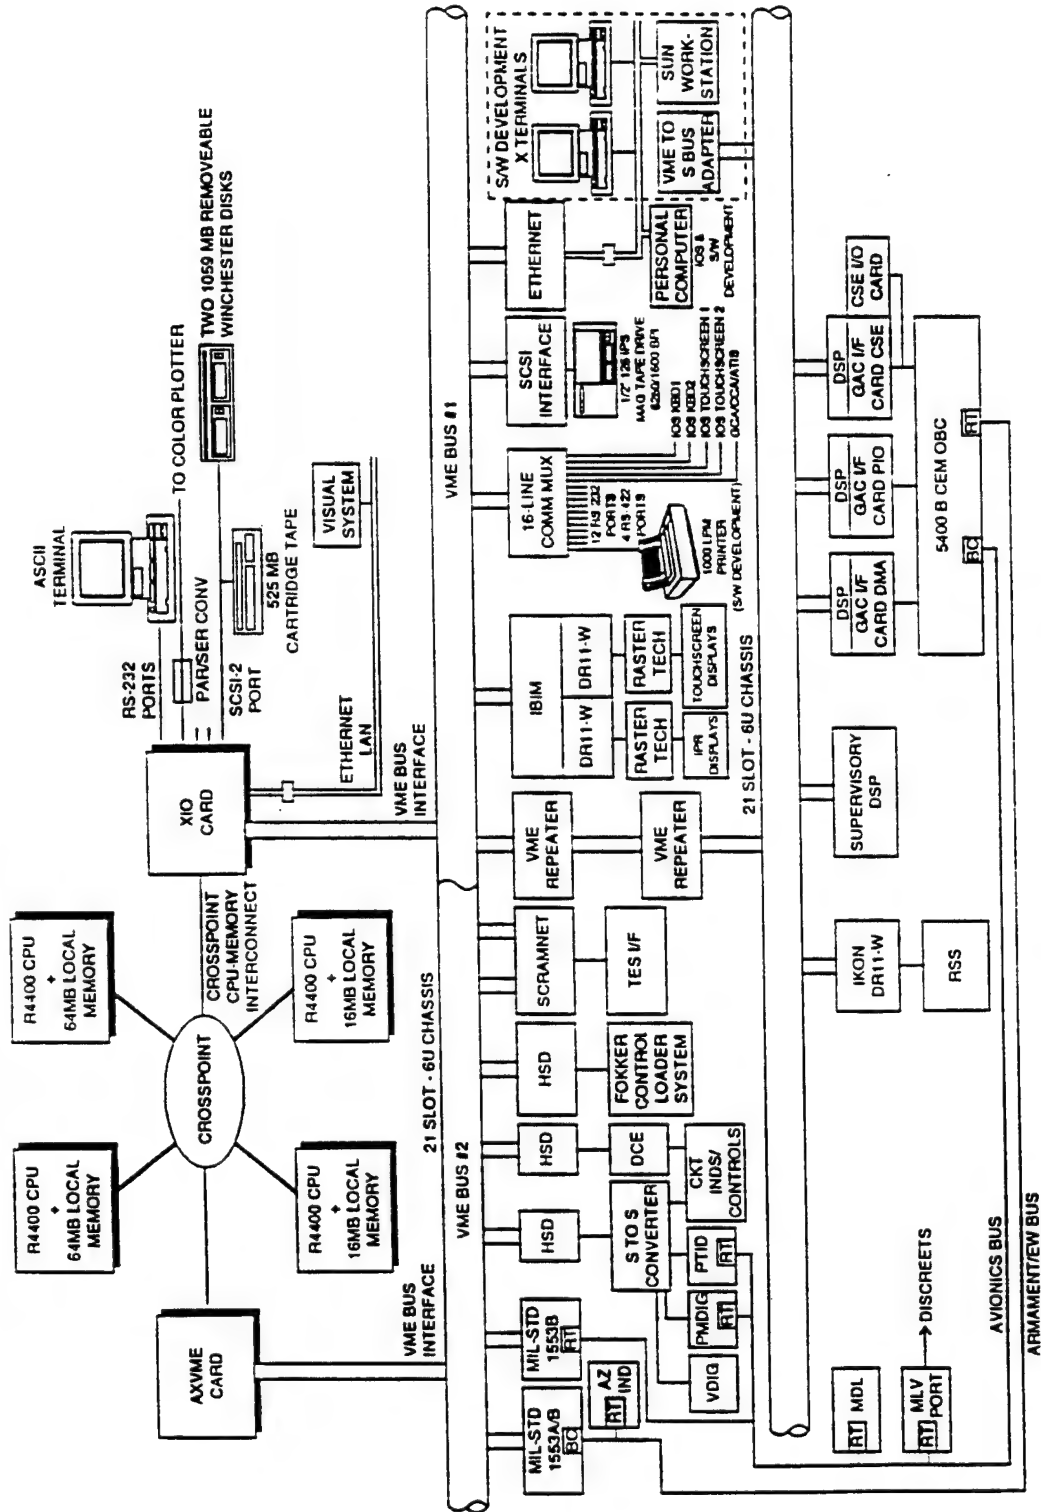 R4400 CPU
+
64MB LOCAL
MEMORY
R4400 CPU
+
64MB LOCAL
MEMORY
AXVME
CARD
CROSSPOINT
CROSSPOINT
CPU-MEMORY
INTERCONNECT
R4400 CPU
+
16MB LOCAL
MEMORY
R4400 CPU
+
16MB LOCAL
MEMORY
XIO
CARD
RS-232
PORTS
ASCII
TERMINAL
TO COLOR PLOTTER
PAR/SER CONV
TWO 1059 MB REMOVEABLE
WINCHESTER DISKS
SCSI-2
PORT
525 MB
CARTRIDGE TAPE
ETHERNET
LAN
VISUAL
SYSTEM
VME BUS
INTERFACE
VME BUS
INTERFACE
21 SLOT - 6U CHASSIS
VME BUS #2
VME BUS #1
MIL-STD
1553A/B
BC
MIL-STD
1553B
RT
AZ
IND
RT
HSD
S TO S
CONVERTER
VDIG
PMDIG
RT
PTID
RT
HSD
DCE
CKT
INDS/
CONTROLS
HSD
FOKKER
CONTROL
LOADER
SYSTEM
SCRAMNET
TES I/F
VME
REPEATER
VME
REPEATER
IBIM
DR11-W
DR11-W
RASTER
TECH
RASTER
TECH
IPR
DISPLAYS
TOUCHSCREEN
DISPLAYS
16-LINE
COMM MUX
12 RS 232
PORTS
4 RS-422
PORTS
1000 LPM
PRINTER
(S/W DEVELOPMENT)
IOS KBD1
IOS KBD2
IOS TOUCHSCREEN 1
IOS TOUCHSCREEN 2
GCA/CCA/ATIS
SCSI
INTERFACE
1/2" 125 IPS
MAG TAPE DRIVE
6250/1600 BPI
ETHERNET
PERSONAL
COMPUTER
IOS &
S/W
DEVELOPMENT
S/W DEVELOPMENT
X TERMINALS
VME TO
S BUS
ADAPTER
SUN
WORK-
STATION
21 SLOT - 6U CHASSIS
RT
MDL
RT
MLV
PORT
DISCREETS
IKON
DR11-W
RSS
SUPERVISORY
DSP
DSP
GAC I/F
CARD DMA
DSP
GAC I/F
CARD PIO
DSP
GAC I/F
CARD CSE
CSE I/O
CARD
5400 B CEM OBC
BC
RT
AVIONICS BUS
ARMAMENT/EW BUS